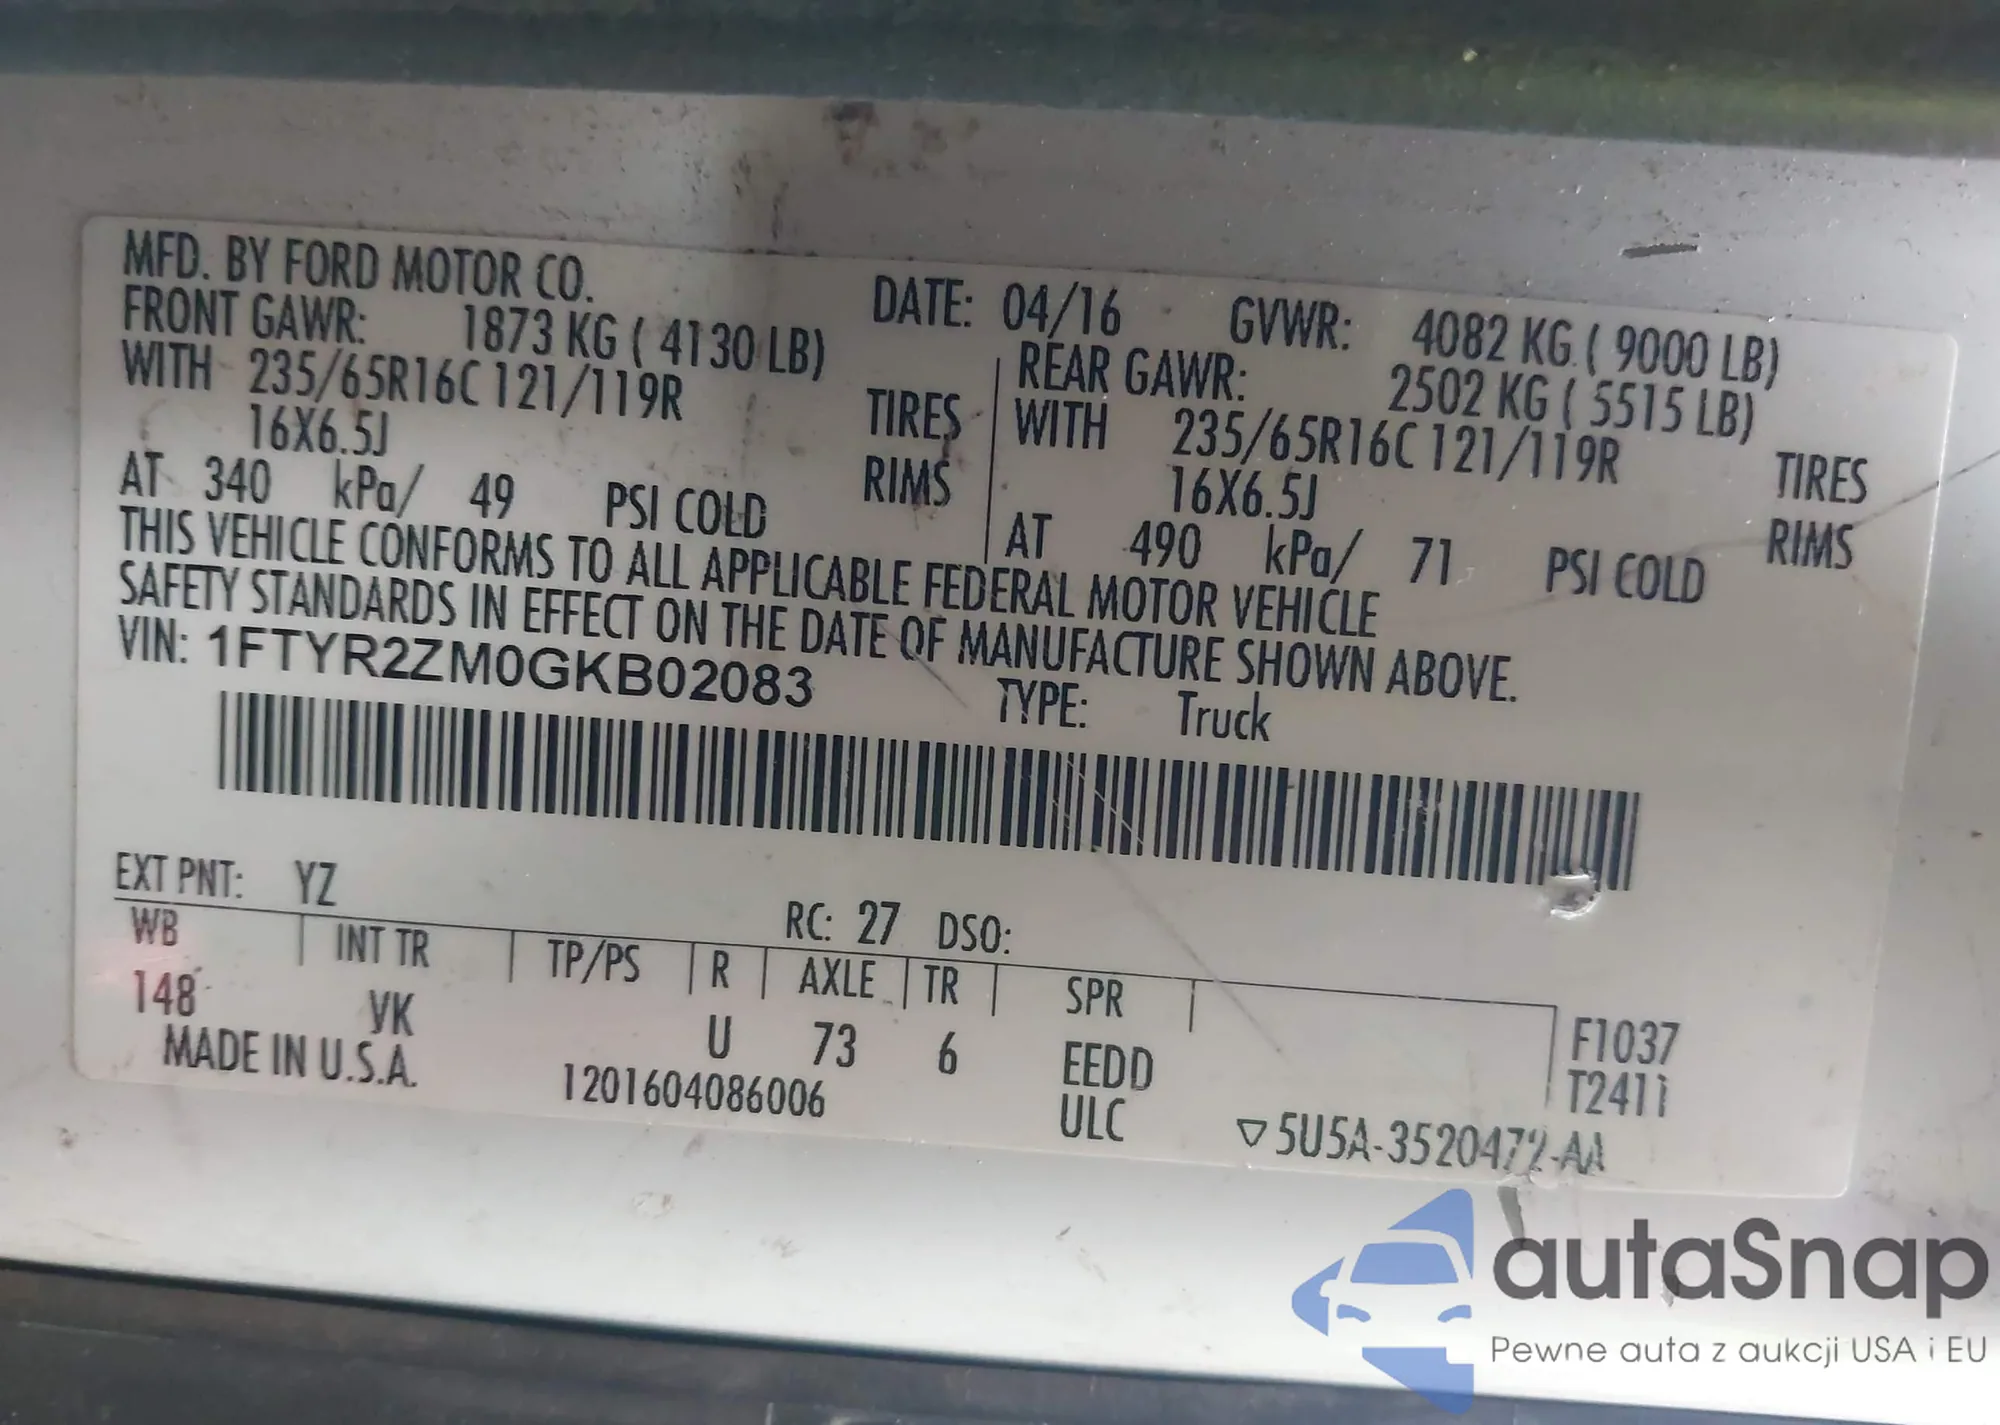 MFD. BY FORD MOTOR CO.
DATE: 04/16 GVWR: 4082 KG ( 9000 LB)
FRONT GAWR: 1873 KG ( 4130 LB)
REAR GAWR: 2502 KG ( 5515 LB)
WITH 235/65R16C 121/119R TIRES
WITH 235/65R16C 121/119R TIRES
16X6.5J RIMS
16X6.5J RIMS
AT 340 kPa/ 49 PSI COLD
AT 490 kPa/ 71 PSI COLD
THIS VEHICLE CONFORMS TO ALL APPLICABLE FEDERAL MOTOR VEHICLE
SAFETY STANDARDS IN EFFECT ON THE DATE OF MANUFACTURE SHOWN ABOVE.
VIN: 1FTYR2ZM0GKB02083 TYPE: Truck
EXT PNT: YZ RC: 27 DSO:
WB INT TR TP/PS R AXLE TR SPR
148 VK U 73 6 EEDD
F1037
T2411
MADE IN U.S.A. 1201604086006 ULC
▽5U5A-3520472-AA
autaSnap
Pewne auta z aukcji USA i EU